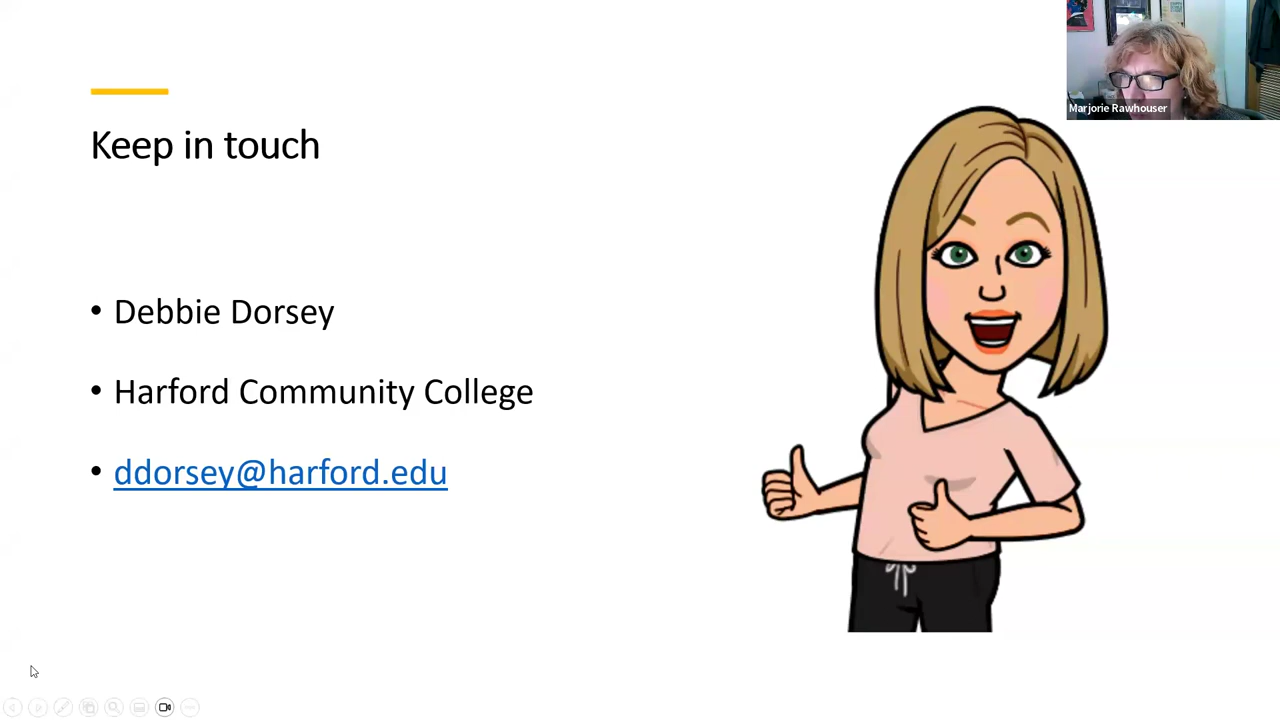 Marjorie Rawhouser
Keep in touch
• Debbie Dorsey
• Harford Community College
• ddorsey@harford.edu